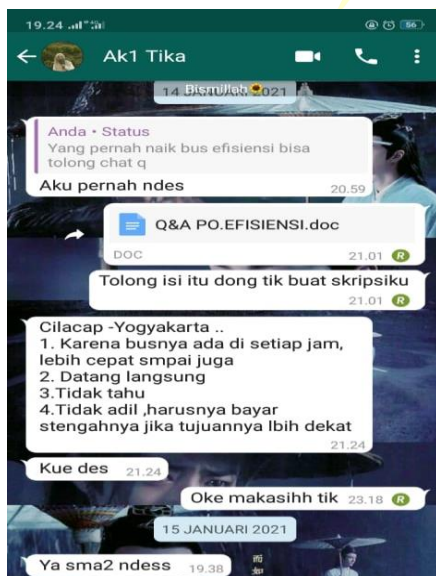 19.24
56
Ak1 Tika
Bismillah🌻
14 JANUARI 2021
Anda • Status
Yang pernah naik bus efisiensi bisa
tolong chat q
Aku pernah ndes
20.59
Q&A PO.EFISIENSI.doc
DOC
21.01 R
Tolong isi itu dong tik buat skripsiku
21.01 R
Cilacap -Yogyakarta ..
1. Karena busnya ada di setiap jam,
lebih cepat smpai juga
2. Datang langsung
3.Tidak tahu
4.Tidak adil ,harusnya bayar
stengahnya jika tujuannya lbih dekat
21.24
Kue des 21.24
Oke makasihh tik 23.18 R
15 JANUARI 2021
Ya sma2 ndess 19.38